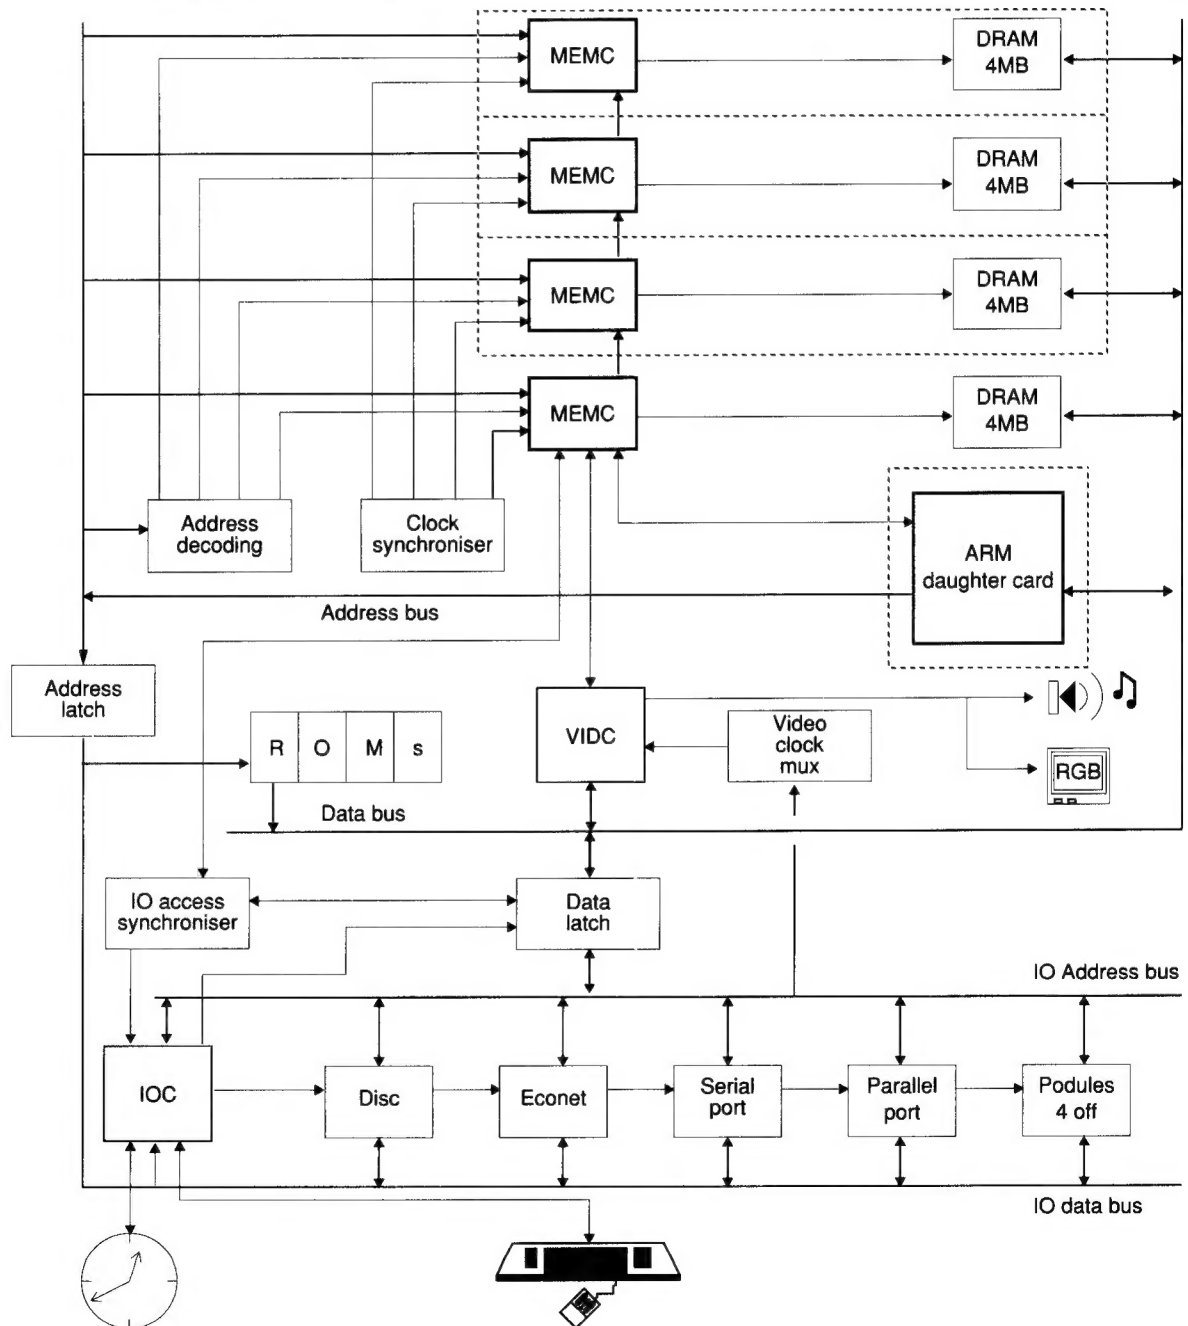 MEMC
DRAM
4MB
MEMC
DRAM
4MB
MEMC
DRAM
4MB
MEMC
DRAM
4MB
Address
decoding
Clock
synchroniser
ARM
daughter card
Address bus
Address
latch
R O M s
VIDC
Video
clock
mux
RGB
Data bus
IO access
synchroniser
Data
latch
IO Address bus
IOC
Disc
Econet
Serial
port
Parallel
port
Podules
4 off
IO data bus